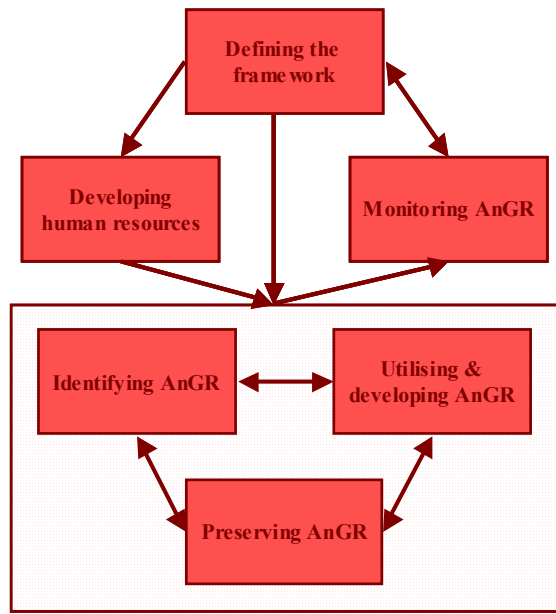 Defining the
framework
Developing
human resources
Monitoring AnGR
Identifying AnGR
Utilising &
developing AnGR
Preserving AnGR